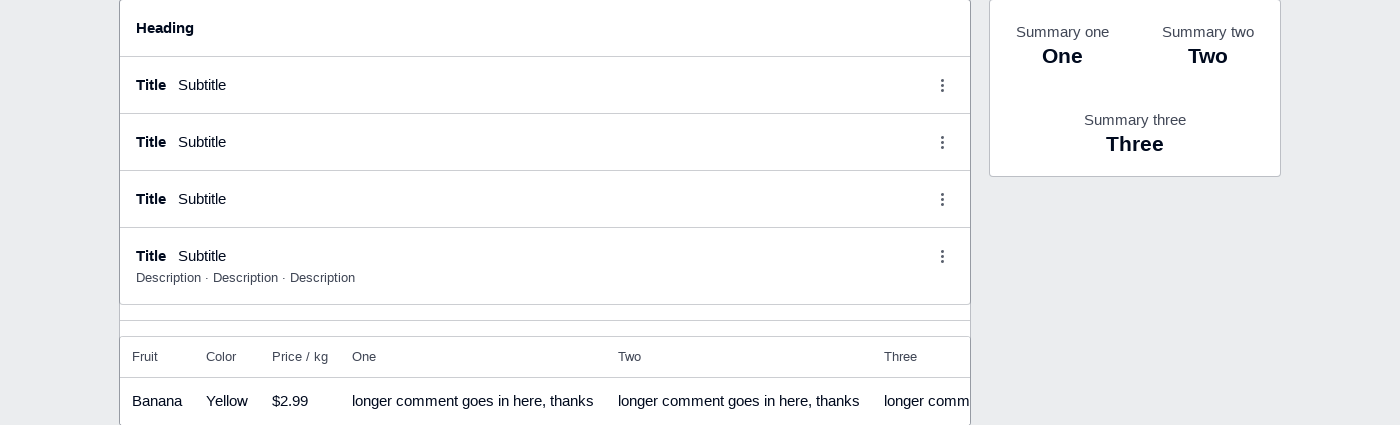 Heading
Title Subtitle
Title Subtitle
Title Subtitle
Title Subtitle
Description · Description · Description
Fruit Color Price / kg One Two Three
Banana Yellow $2.99 longer comment goes in here, thanks longer comment goes in here, thanks longer comm
Summary one Summary two
One Two
Summary three
Three